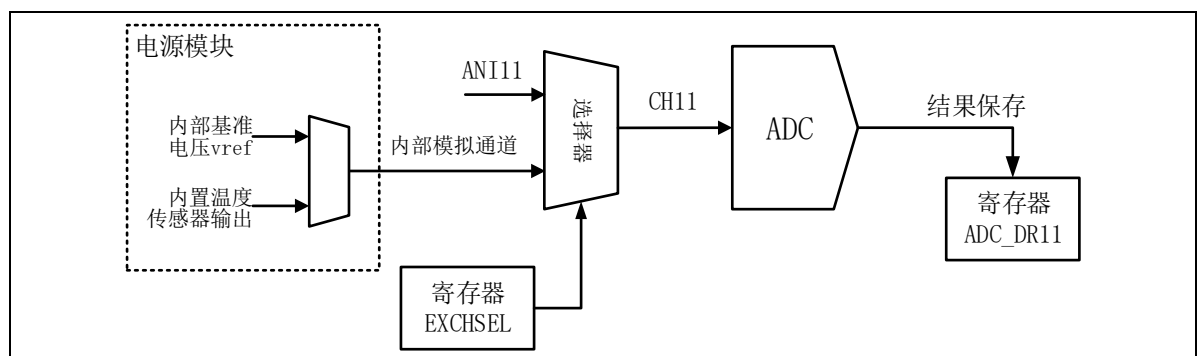 电源模块
内部基准
电压vref
内置温度
传感器输出
内部模拟通道
ANI11
选择器
CH11
ADC
结果保存
寄存器
ADC_DR11
寄存器
EXCHSEL